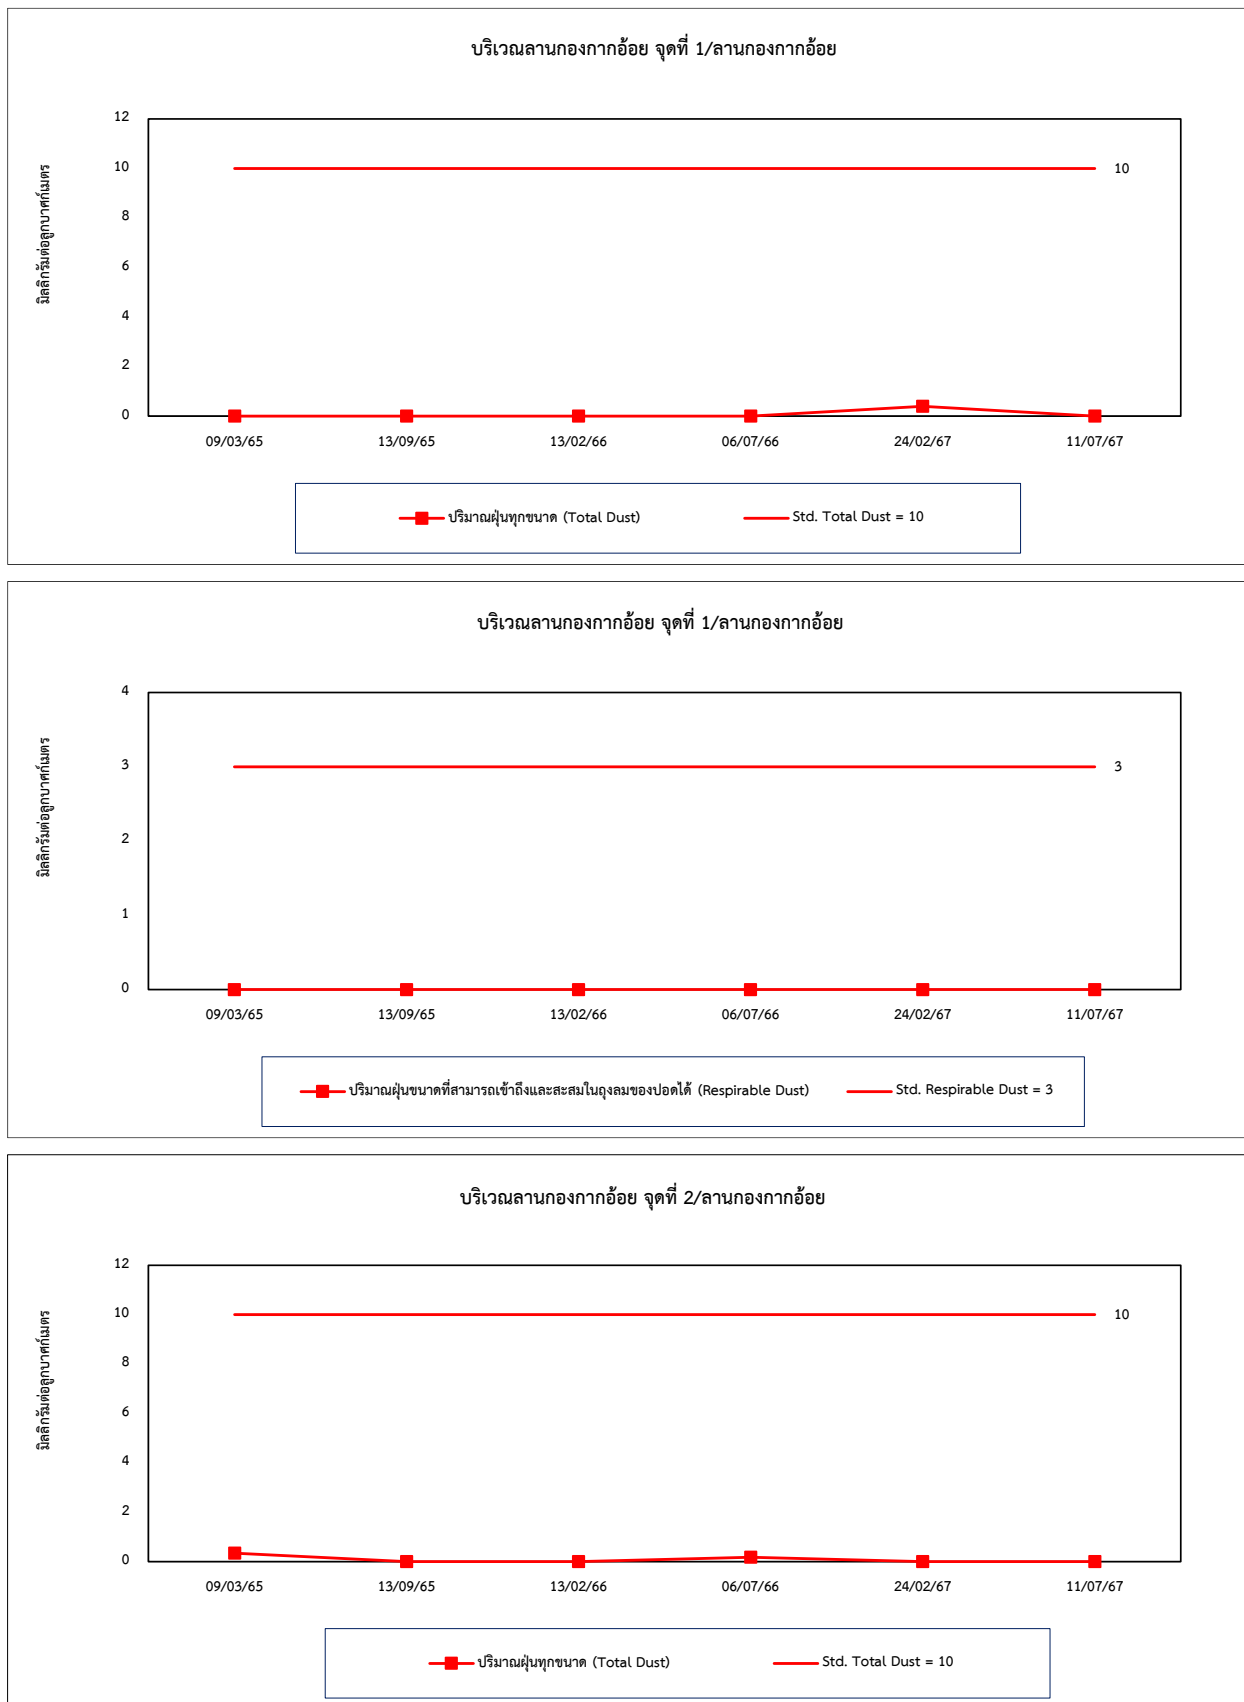 บริเวณลานกองกากอ้อย จุดที่ 1/ลานกองกากอ้อย
มิลลิกรัมต่อลูกบาศก์เมตร
12
10
8
6
4
2
0
10
09/03/65 13/09/65 13/02/66 06/07/66 24/02/67 11/07/67
ปริมาณฝุ่นทุกขนาด (Total Dust) Std. Total Dust = 10
บริเวณลานกองกากอ้อย จุดที่ 1/ลานกองกากอ้อย
มิลลิกรัมต่อลูกบาศก์เมตร
4
3
2
1
0
3
09/03/65 13/09/65 13/02/66 06/07/66 24/02/67 11/07/67
ปริมาณฝุ่นขนาดที่สามารถเข้าถึงและสะสมในถุงลมของปอดได้ (Respirable Dust) Std. Respirable Dust = 3
บริเวณลานกองกากอ้อย จุดที่ 2/ลานกองกากอ้อย
มิลลิกรัมต่อลูกบาศก์เมตร
12
10
8
6
4
2
0
10
09/03/65 13/09/65 13/02/66 06/07/66 24/02/67 11/07/67
ปริมาณฝุ่นทุกขนาด (Total Dust) Std. Total Dust = 10